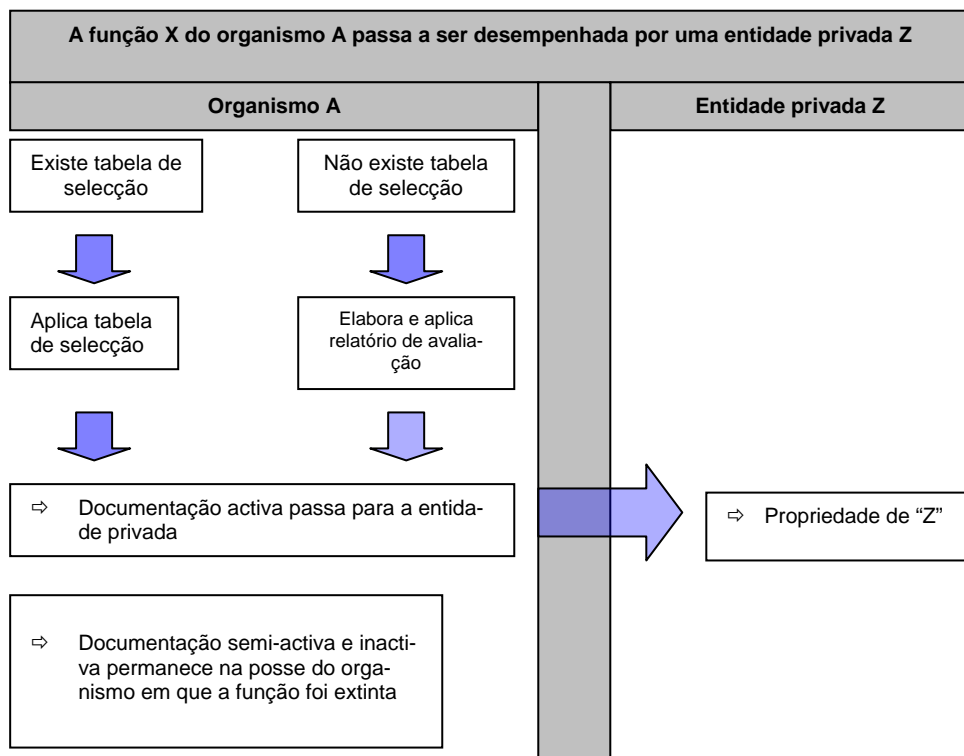 A função X do organismo A passa a ser desempenhada por uma entidade privada Z
Organismo A
Entidade privada Z
Existe tabela de
selecção
Não existe tabela
de selecção
Aplica tabela
de selecção
Elabora e aplica
relatório de avalia-
ção
⇨ Documentação activa passa para a entida-
de privada
⇨ Propriedade de “Z”
⇨ Documentação semi-activa e inacti-
va permanece na posse do orga-
nismo em que a função foi extinta